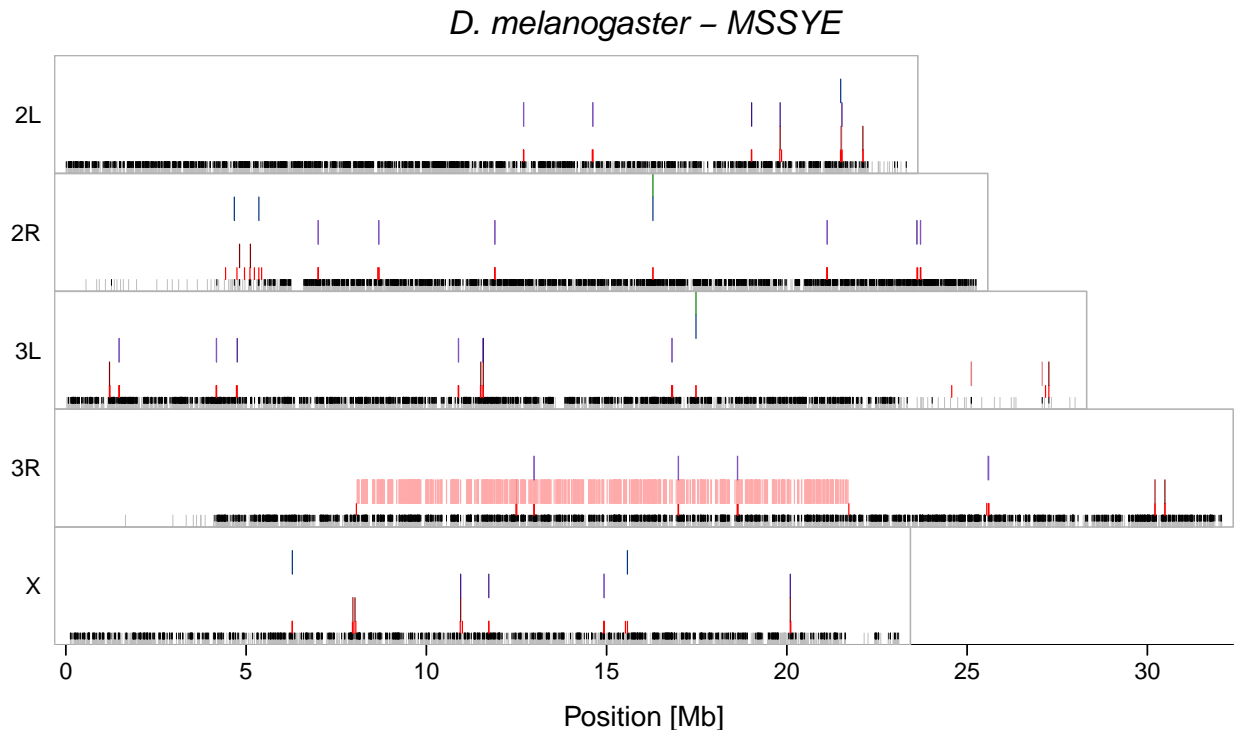 D. melanogaster – MSSYE
2L
2R
3L
3R
X
0 5 10 15 20 25 30
Position [Mb]